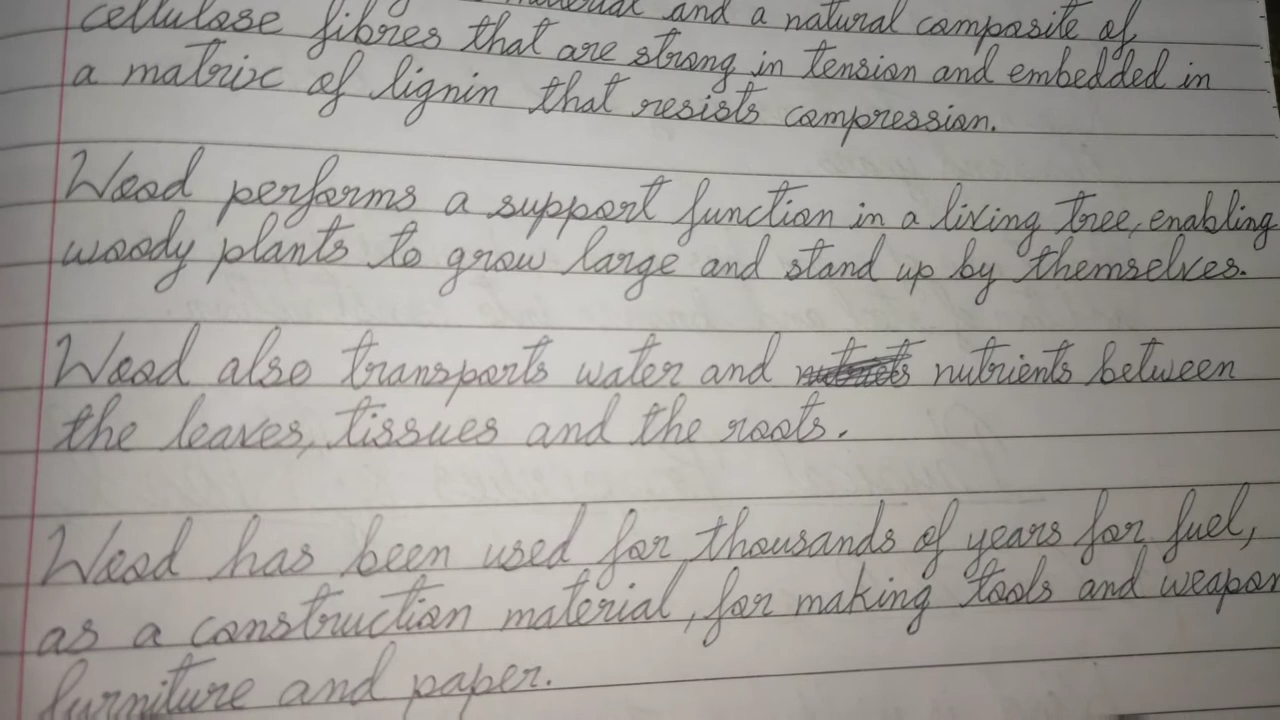 material and a natural composite of
cellulose fibres that are strong in tension and embedded in
a matrix of lignin that resists compression.
Wood performs a support function in a living tree, enabling
woody plants to grow large and stand up by themselves.
Wood also transports water and nutrients between
the leaves, tissues and the roots.
Wood has been used for thousands of years for fuel,
as a construction material, for making tools and weapon
furniture and paper.